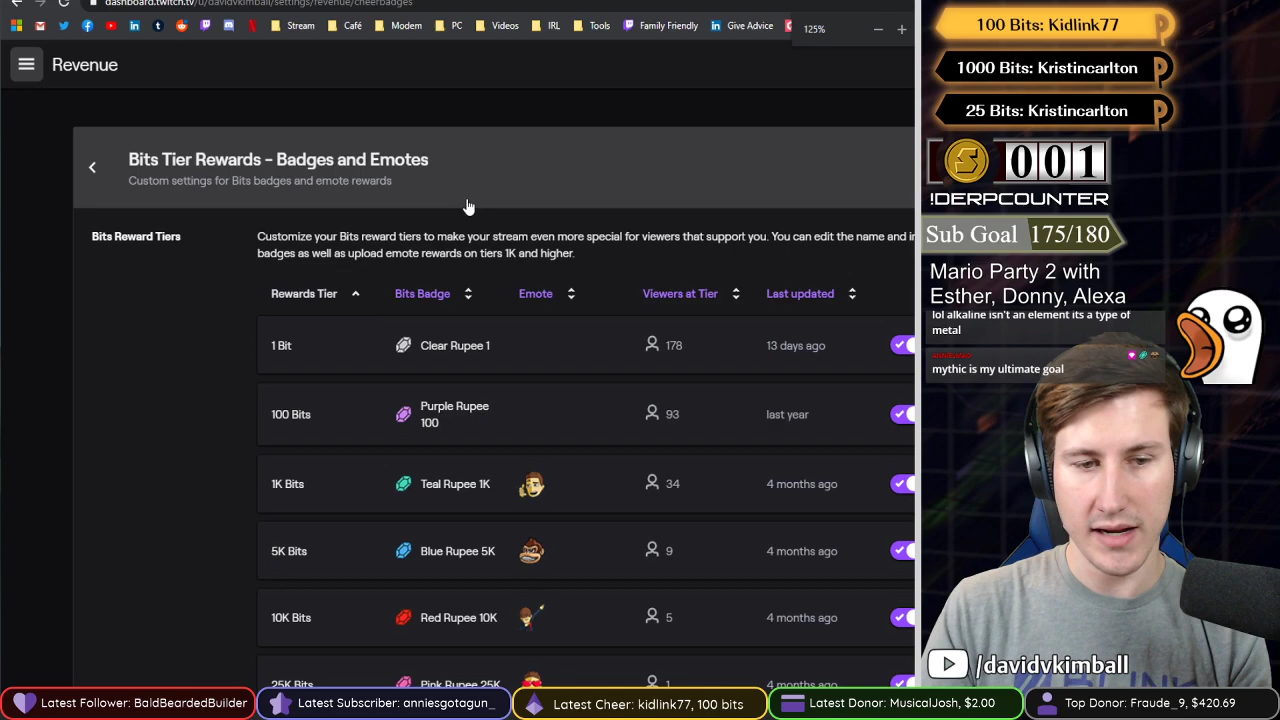 dashboard.twitch.tv/u/davidvkimball/settings/revenue/cheerbadges
Stream Café Modem PC Videos IRL Tools Family Friendly Give Advice
125%
Revenue
Bits Tier Rewards - Badges and Emotes
Custom settings for Bits badges and emote rewards
Bits Reward Tiers
Customize your Bits reward tiers to make your stream even more special for viewers that support you. You can edit the name and
badges as well as upload emote rewards on tiers 1K and higher.
Rewards Tier Bits Badge Emote Viewers at Tier Last updated
1 Bit Clear Rupee 1 178 13 days ago
100 Bits Purple Rupee 100 93 last year
1K Bits Teal Rupee 1K 34 4 months ago
5K Bits Blue Rupee 5K 9 4 months ago
10K Bits Red Rupee 10K 5 4 months ago
25K Bits Pink Rupee 25K 1 4 months ago
100 Bits: Kidlink77
1000 Bits: Kristincarlton
25 Bits: Kristincarlton
001
!DERPCOUNTER
Sub Goal 175/180
Mario Party 2 with
Esther, Donny, Alexa
lol alkaline isn't an element its a type of
metal
mythic is my ultimate goal
/davidvkimball
Latest Follower: BaldBeardedBuilder
Latest Subscriber: anniesgotagun_
Latest Cheer: kidlink77, 100 bits
Latest Donor: MusicalJosh, $2.00
Top Donor: Fraude_9, $420.69